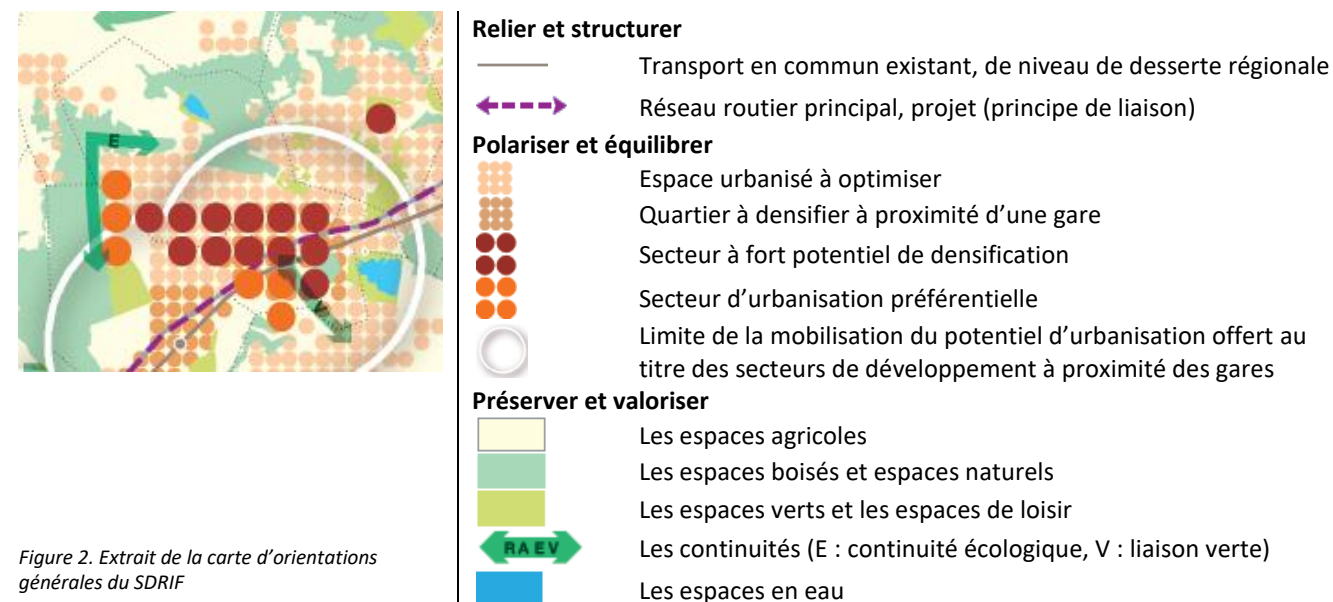 E
V
Figure 2. Extrait de la carte d'orientations
générales du SDRIF
Relier et structurer
Transport en commun existant, de niveau de desserte régionale
Réseau routier principal, projet (principe de liaison)
Polariser et équilibrer
Espace urbanisé à optimiser
Quartier à densifier à proximité d'une gare
Secteur à fort potentiel de densification
Secteur d'urbanisation préférentielle
Limite de la mobilisation du potentiel d'urbanisation offert au
titre des secteurs de développement à proximité des gares
Préserver et valoriser
Les espaces agricoles
Les espaces boisés et espaces naturels
Les espaces verts et les espaces de loisir
RAEV
Les continuités (E : continuité écologique, V : liaison verte)
Les espaces en eau